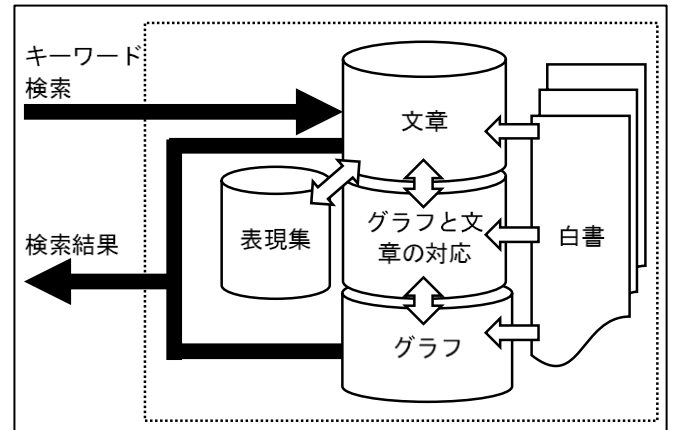 キーワード
検索
文章
グラフと文
章の対応
表現集
白書
検索結果
グラフ